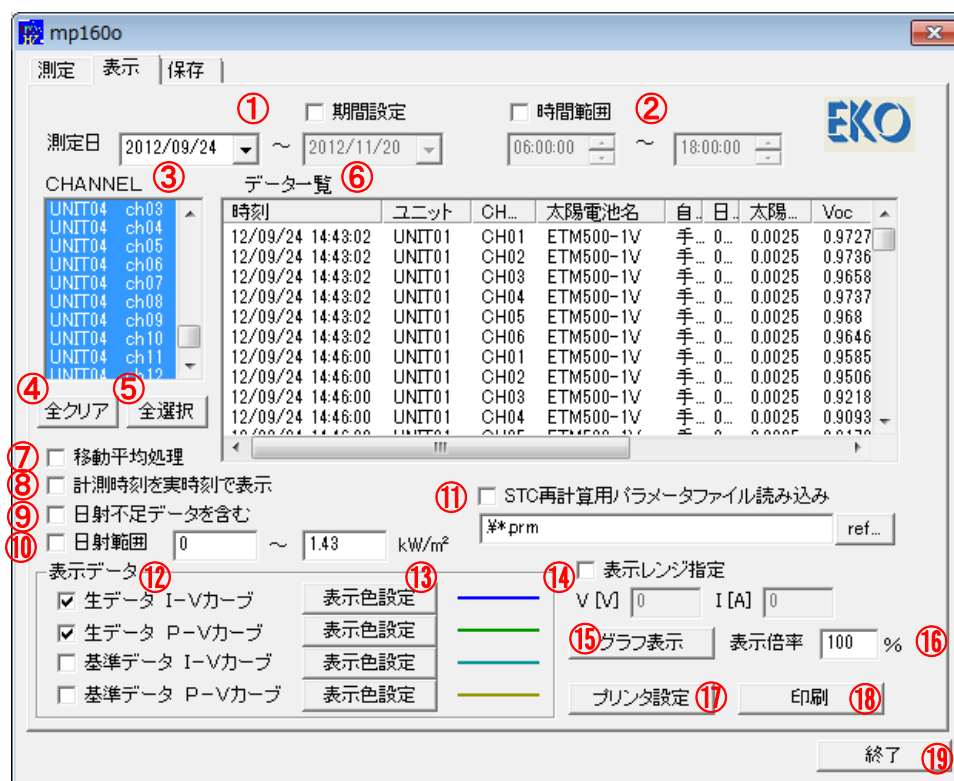 mp160o
測定 表示 保存
① 期間設定 時間範囲 ②
EKO
測定日 2012/09/24 ~ 2012/11/20 06:00:00 ~ 18:00:00
CHANNEL ③ データ一覧 ⑥
UNIT04 ch03
UNIT04 ch04
UNIT04 ch05
UNIT04 ch06
UNIT04 ch07
UNIT04 ch08
UNIT04 ch09
UNIT04 ch10
UNIT04 ch11
UNIT04 ch12
時刻 ユニット CH... 太陽電池名 自... 日... 太陽... Voc
12/09/24 14:43:02 UNIT01 CH01 ETM500-1V 手... 0... 0.0025 0.9727
12/09/24 14:43:02 UNIT01 CH02 ETM500-1V 手... 0... 0.0025 0.9736
12/09/24 14:43:02 UNIT01 CH03 ETM500-1V 手... 0... 0.0025 0.9658
12/09/24 14:43:02 UNIT01 CH04 ETM500-1V 手... 0... 0.0025 0.9737
12/09/24 14:43:02 UNIT01 CH05 ETM500-1V 手... 0... 0.0025 0.968
12/09/24 14:43:02 UNIT01 CH06 ETM500-1V 手... 0... 0.0025 0.9646
12/09/24 14:46:00 UNIT01 CH01 ETM500-1V 手... 0... 0.0025 0.9585
12/09/24 14:46:00 UNIT01 CH02 ETM500-1V 手... 0... 0.0025 0.9506
12/09/24 14:46:00 UNIT01 CH03 ETM500-1V 手... 0... 0.0025 0.9218
12/09/24 14:46:00 UNIT01 CH04 ETM500-1V 手... 0... 0.0025 0.9093
④ ⑤
全クリア 全選択
⑦ 移動平均処理
⑧ 計測時刻を実時刻で表示
⑨ 日射不足データを含む
⑩ 日射範囲 0 ~ 1.43 kW/m²
⑪ STC再計算用パラメータファイル読み込み
¥*prm ref...
表示データ ⑫ ⑬
生データ I-Vカーブ 表示色設定
生データ P-Vカーブ 表示色設定
基準データ I-Vカーブ 表示色設定
基準データ P-Vカーブ 表示色設定
⑭ 表示レンジ指定
V [V] 0 I [A] 0
⑮ グラフ表示 表示倍率 100 % ⑯
プリンタ設定 ⑰ 印刷 ⑱
終了 ⑲